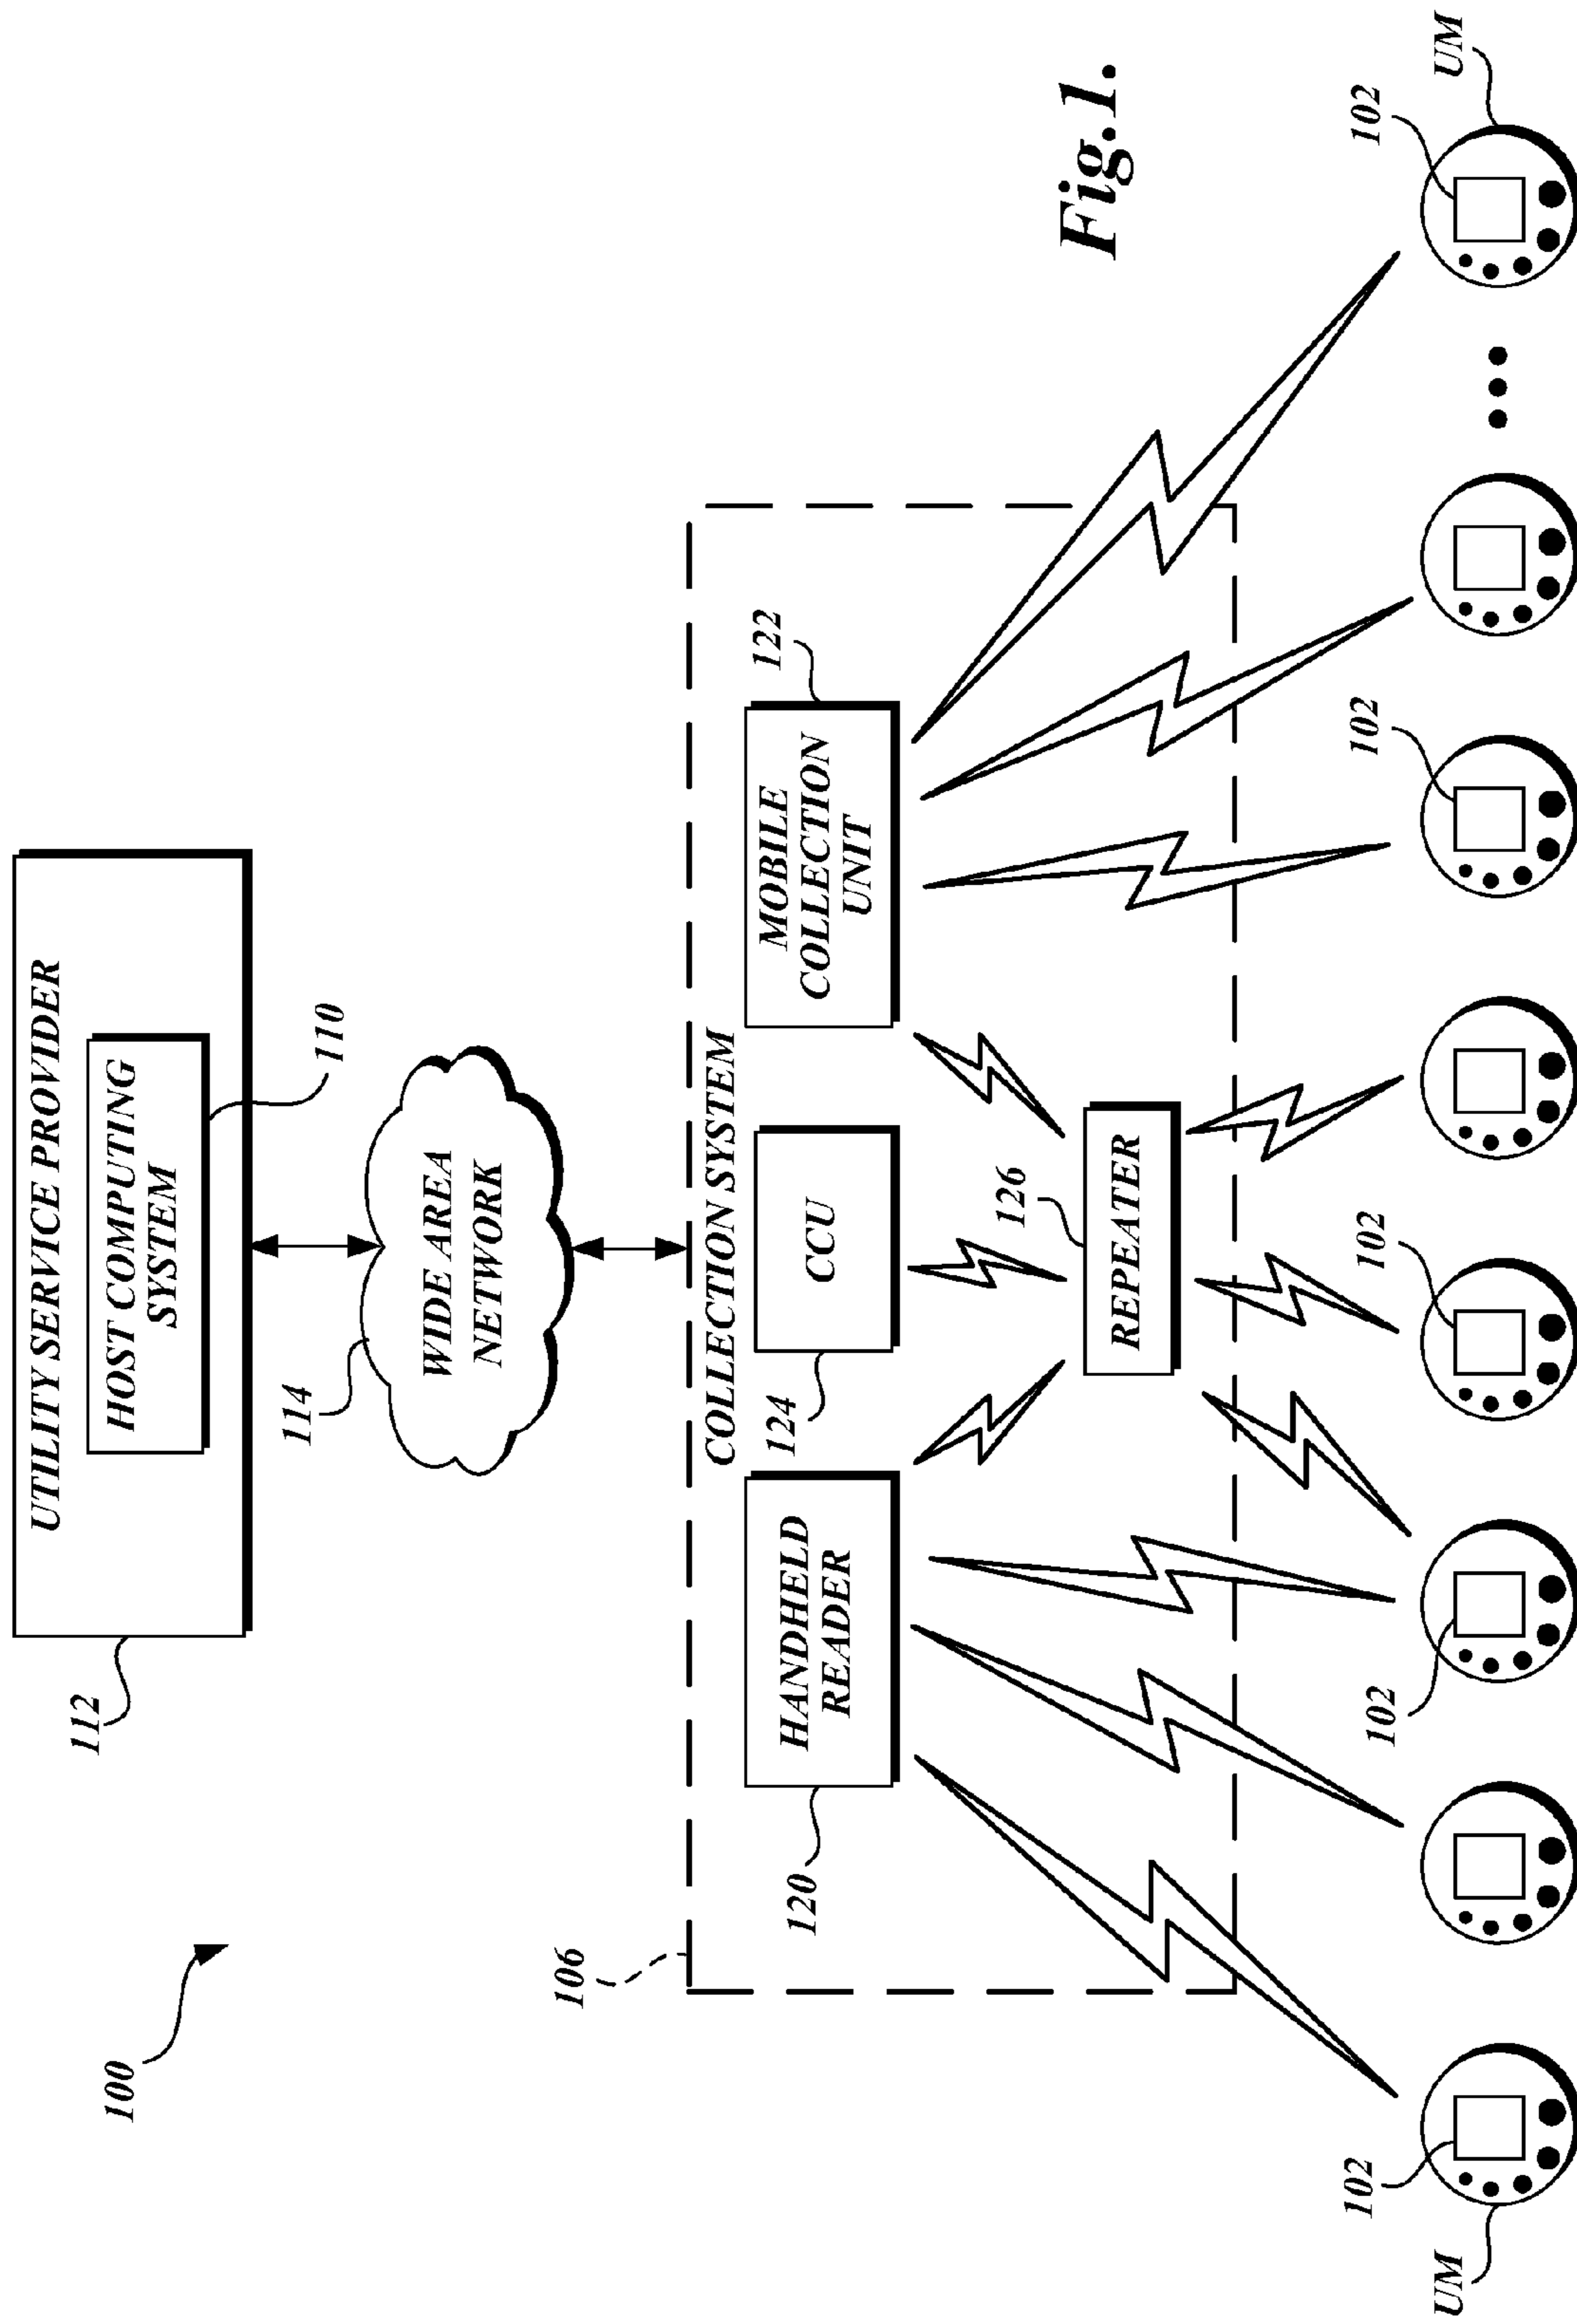 100
112
UTILITY SERVICE PROVIDER
HOST COMPUTING
SYSTEM
110
114
WIDE AREA
NETWORK
106
COLLECTION SYSTEM
120
HANDHELD
READER
124
CCU
122
MOBILE
COLLECTION
UNIT
126
REPEATER
Fig.1.
UM
102
102
102
102
102
UM